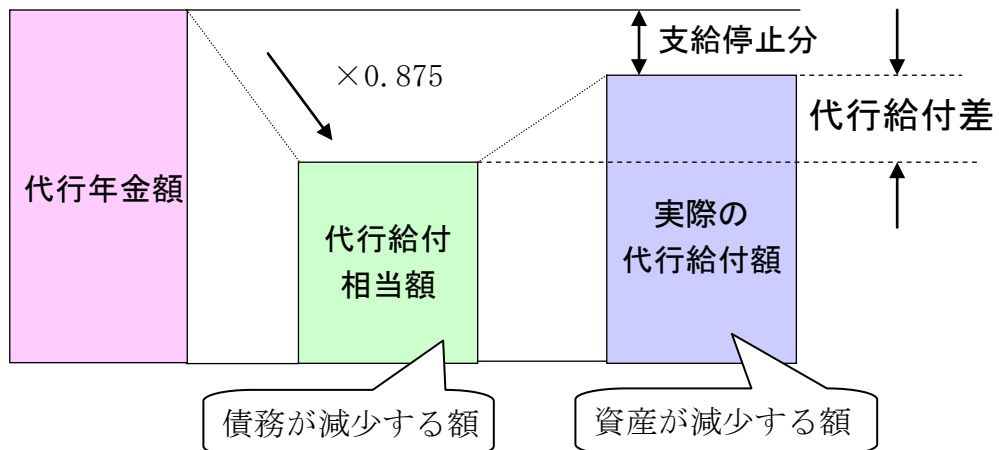 支給停止分
×0.875
代行給付差
代行年金額
代行給付
相当額
実際の
代行給付額
債務が減少する額
資産が減少する額